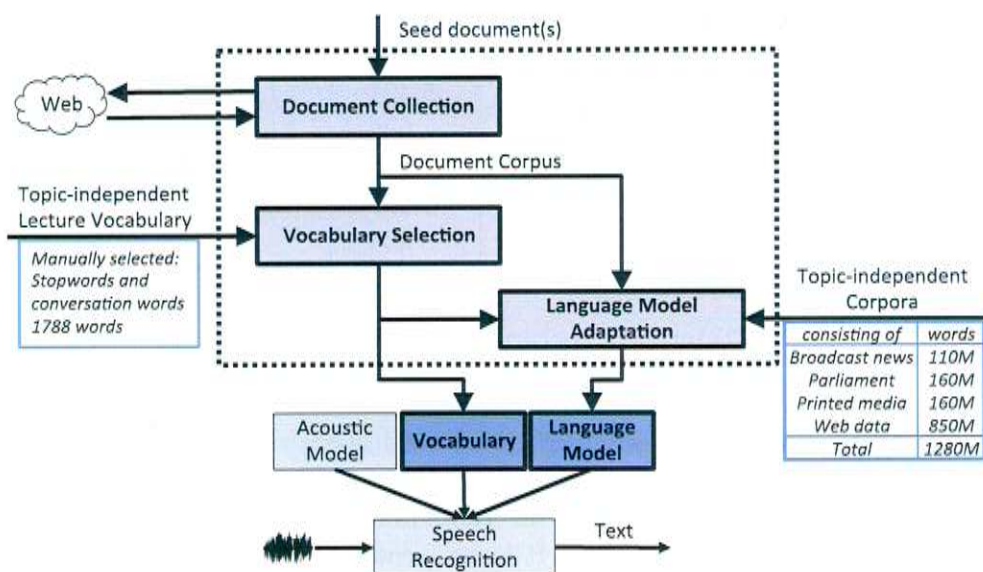 Seed document(s)
Web
Document Collection
Document Corpus
Topic-independent
Lecture Vocabulary
Vocabulary Selection
Manually selected:
Stopwords and
conversation words
1788 words
Language Model
Adaptation
Topic-independent
Corpora
consisting of words
Broadcast news 110M
Parliament 160M
Printed media 160M
Web data 850M
Total 1280M
Acoustic
Model
Vocabulary
Language
Model
Speech
Recognition
Text